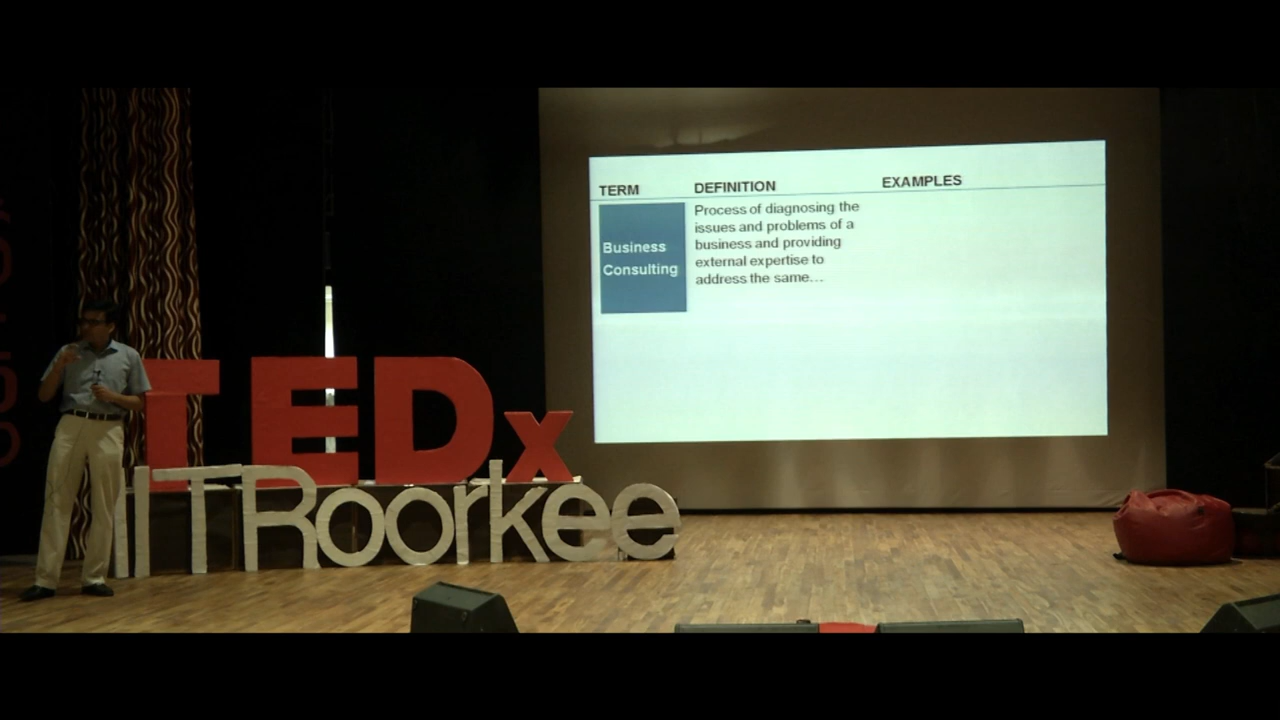 TERM DEFINITION EXAMPLES
Business
Consulting
Process of diagnosing the
issues and problems of a
business and providing
external expertise to
address the same…
TEDx
IITRoorkee